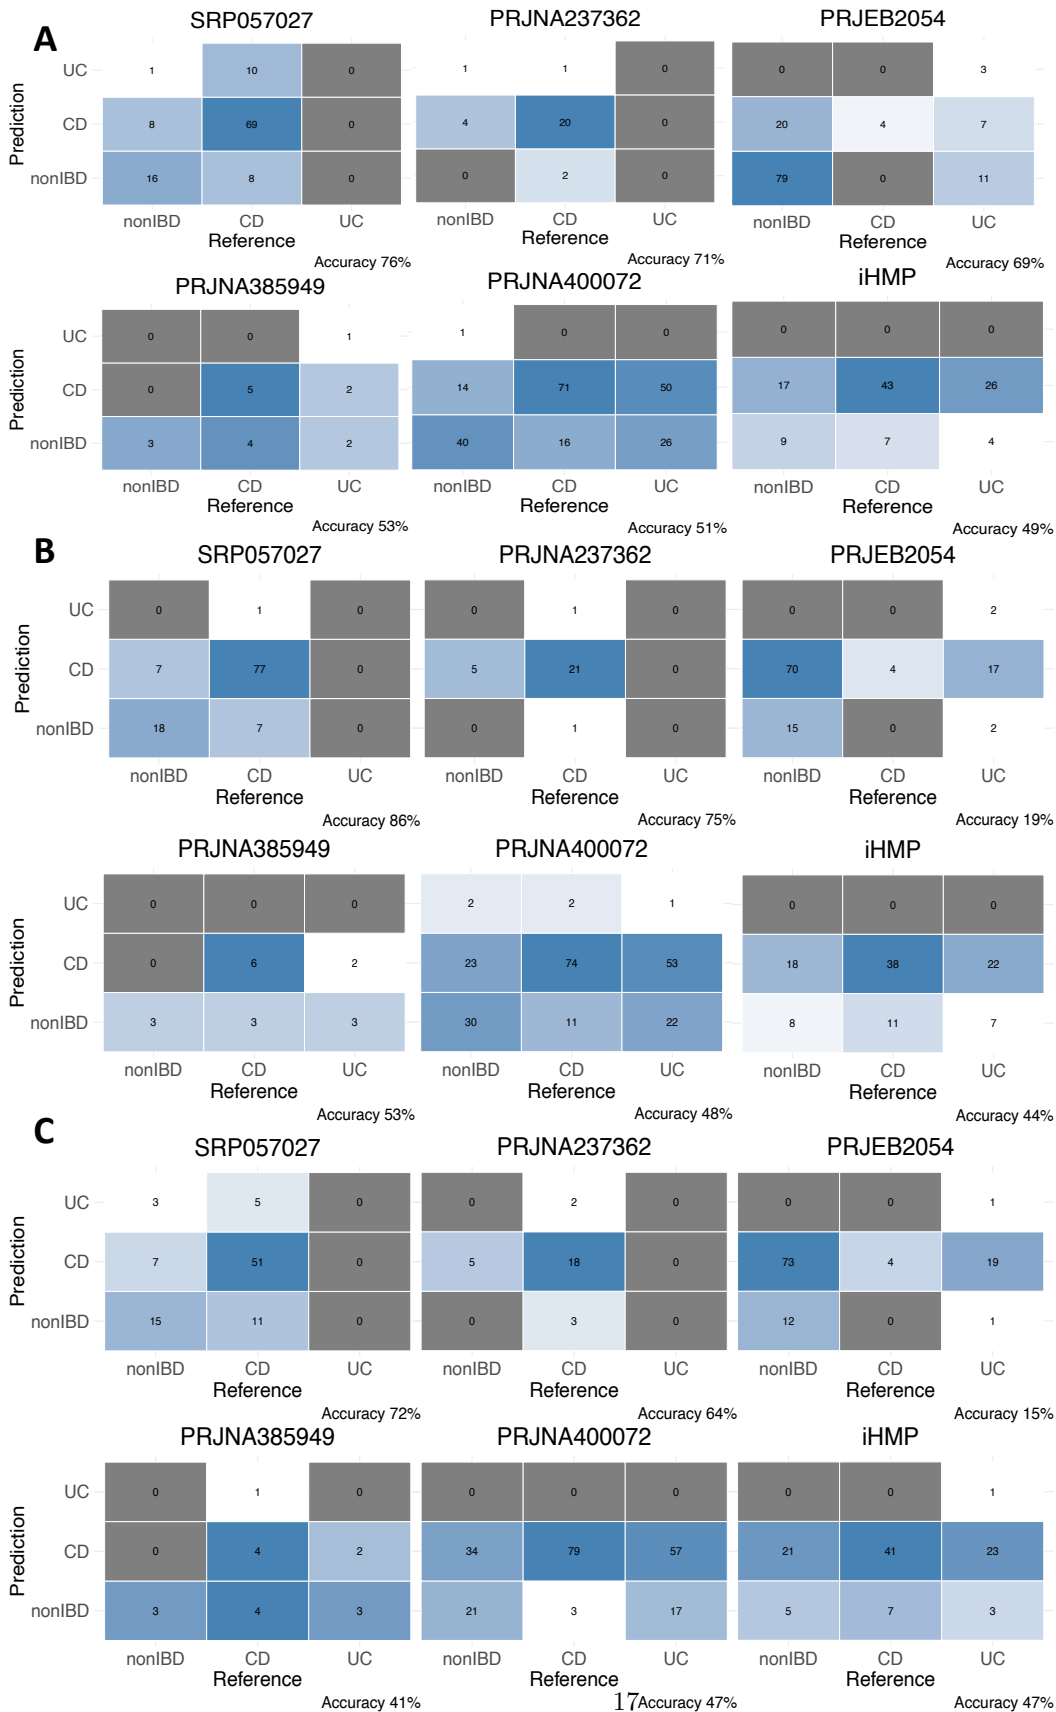 A
SRP057027 PRJNA237362 PRJEB2054
Prediction
UC 1 10 0 1 1 0 0 0 3
CD 8 69 0 4 20 0 20 4 7
nonIBD 16 8 0 0 2 0 79 0 11
nonIBD CD UC nonIBD CD UC nonIBD CD UC
Reference Reference Reference
Accuracy 76% Accuracy 71% Accuracy 69%
PRJNA385949 PRJNA400072 iHMP
Prediction
UC 0 0 1 1 0 0 0 0 0
CD 0 5 2 14 71 50 17 43 26
nonIBD 3 4 2 40 16 26 9 7 4
nonIBD CD UC nonIBD CD UC nonIBD CD UC
Reference Reference Reference
Accuracy 53% Accuracy 51% Accuracy 49%
B
SRP057027 PRJNA237362 PRJEB2054
Prediction
UC 0 1 0 0 1 0 0 0 2
CD 7 77 0 5 21 0 70 4 17
nonIBD 18 7 0 0 1 0 15 0 2
nonIBD CD UC nonIBD CD UC nonIBD CD UC
Reference Reference Reference
Accuracy 86% Accuracy 75% Accuracy 19%
PRJNA385949 PRJNA400072 iHMP
Prediction
UC 0 0 0 2 2 1 0 0 0
CD 0 6 2 23 74 53 18 38 22
nonIBD 3 3 3 30 11 22 8 11 7
nonIBD CD UC nonIBD CD UC nonIBD CD UC
Reference Reference Reference
Accuracy 53% Accuracy 48% Accuracy 44%
C
SRP057027 PRJNA237362 PRJEB2054
Prediction
UC 3 5 0 0 2 0 0 0 1
CD 7 51 0 5 18 0 73 4 19
nonIBD 15 11 0 0 3 0 12 0 1
nonIBD CD UC nonIBD CD UC nonIBD CD UC
Reference Reference Reference
Accuracy 72% Accuracy 64% Accuracy 15%
PRJNA385949 PRJNA400072 iHMP
Prediction
UC 0 1 0 0 0 0 0 0 1
CD 0 4 2 34 79 57 21 41 23
nonIBD 3 4 3 21 3 17 5 7 3
nonIBD CD UC nonIBD CD UC nonIBD CD UC
Reference Reference Reference
Accuracy 41% 17 Accuracy 47% Accuracy 47%